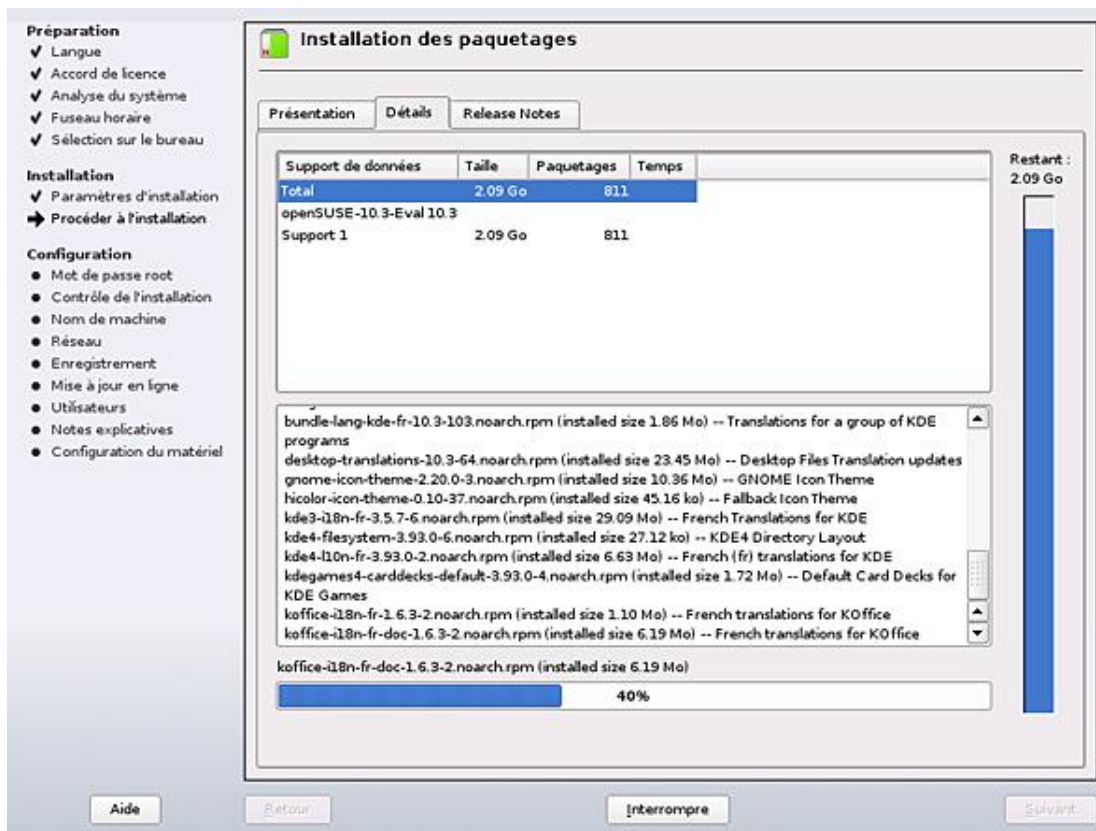 Préparation
Langue
Accord de licence
Analyse du système
Fuseau horaire
Sélection sur le bureau
Installation
Paramètres d'installation
Procéder à l'installation
Configuration
Mot de passe root
Contrôle de l'installation
Nom de machine
Réseau
Enregistrement
Mise à jour en ligne
Utilisateurs
Notes explicatives
Configuration du matériel
Installation des paquetages
Présentation Détails Release Notes
Support de données Taille Paquetages Temps
Total 2.09 Go 811
openSUSE-10.3-Eval 10.3
Support 1 2.09 Go 811
Restant :
2.09 Go
bundle-lang-kde-fr-10.3-103.noarch.rpm (installed size 1.86 Mo) -- Translations for a group of KDE
programs
desktop-translations-10.3-64.noarch.rpm (installed size 23.45 Mo) -- Desktop Files Translation updates
gnome-icon-theme-2.20.0-3.noarch.rpm (installed size 10.36 Mo) -- GNOME Icon Theme
hicolor-icon-theme-0.10-37.noarch.rpm (installed size 45.16 ko) -- Fallback Icon Theme
kde3-i18n-fr-3.5.7-6.noarch.rpm (installed size 29.09 Mo) -- French Translations for KDE
kde4-filesystem-3.93.0-6.noarch.rpm (installed size 27.12 ko) -- KDE4 Directory Layout
kde4-l10n-fr-3.93.0-2.noarch.rpm (installed size 6.63 Mo) -- French (fr) translations for KDE
kdegames4-carddecks-default-3.93.0-4.noarch.rpm (installed size 1.72 Mo) -- Default Card Decks for
KDE Games
koffice-i18n-fr-1.6.3-2.noarch.rpm (installed size 1.10 Mo) -- French translations for KOffice
koffice-i18n-fr-doc-1.6.3-2.noarch.rpm (installed size 6.19 Mo) -- French translations for KOffice
koffice-i18n-fr-doc-1.6.3-2.noarch.rpm (installed size 6.19 Mo)
40%
Aide Retour Interrompre Suivant